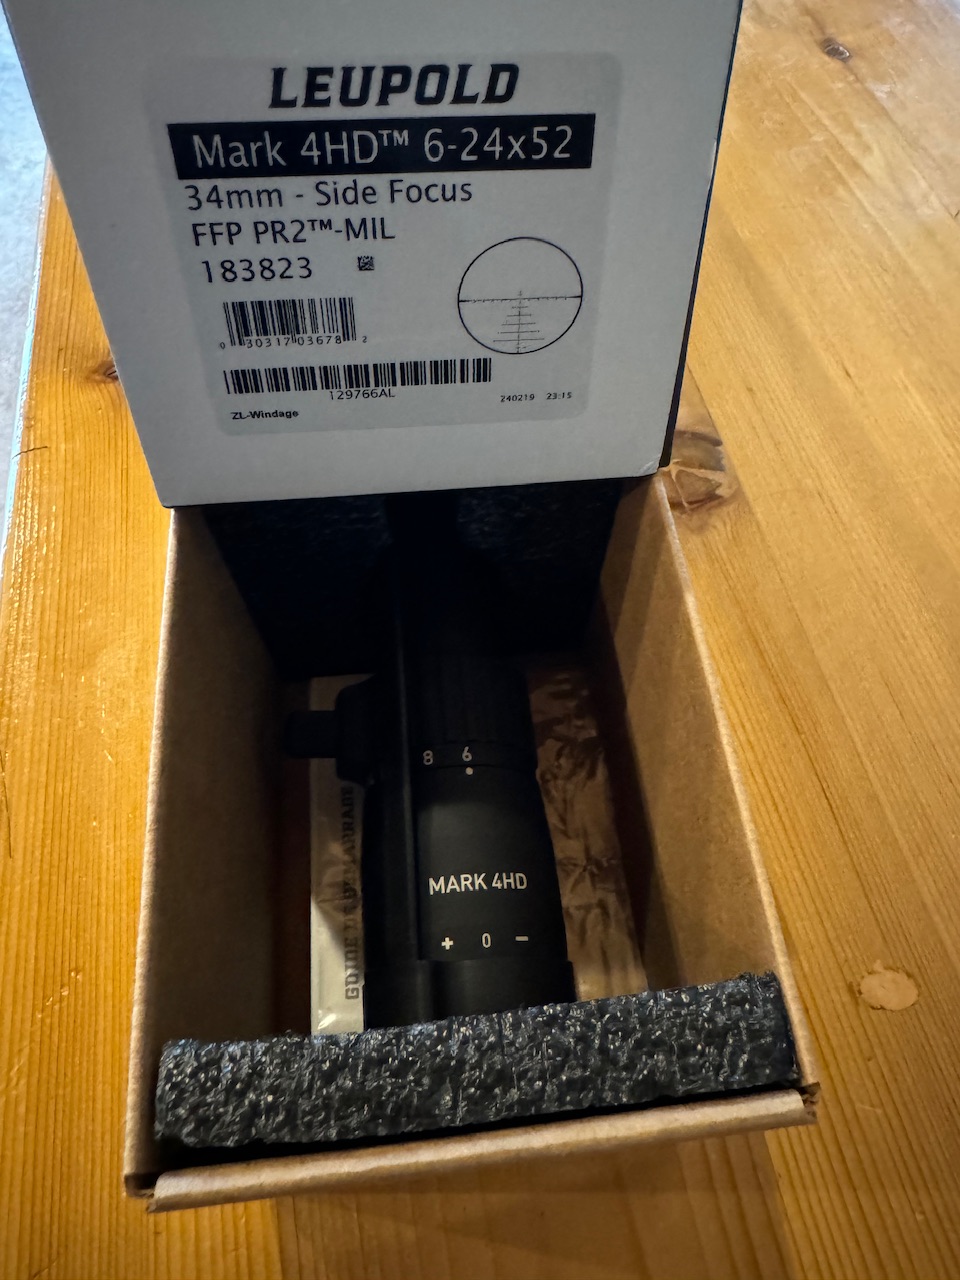 LEUPOLD
Mark 4HD™ 6-24x52
34mm - Side Focus
FFP PR2™-MIL
183823
0 30317 03678 2
129766AL
ZL-Windage
240219 23:15
8 6
MARK 4HD
+ 0 −